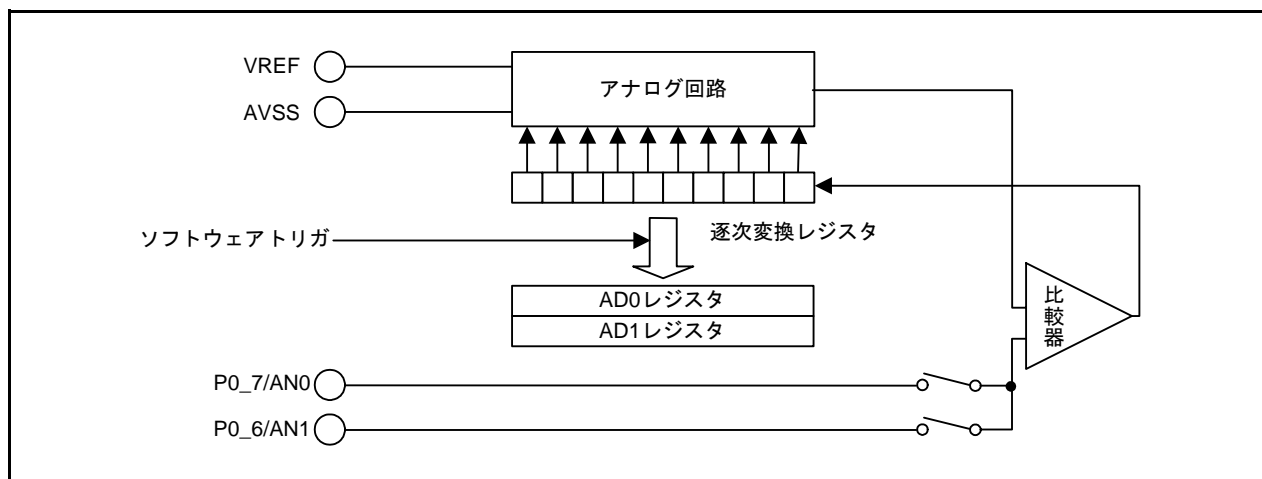 VREF
アナログ回路
AVSS
ソフトウェアトリガ
逐次変換レジスタ
AD0レジスタ
AD1レジスタ
比較器
P0_7/AN0
P0_6/AN1